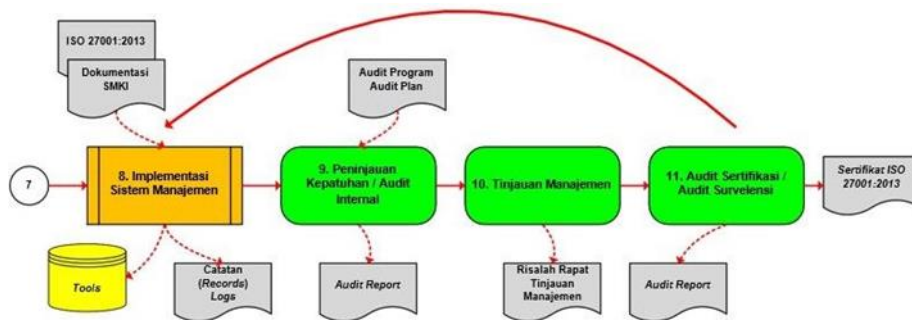 ISO 27001:2013
Dokumentasi
SMKI
Audit Program
Audit Plan
7
8. Implementasi
Sistem Manajemen
9. Peninjauan
Kepatuhan / Audit
Internal
10. Tinjauan Manajemen
11. Audit Sertifikasi /
Audit Survelensi
Sertifikat ISO
27001:2013
Tools
Catatan
(Records)
Logs
Audit Report
Risalah Rapat
Tinjauan
Manajemen
Audit Report